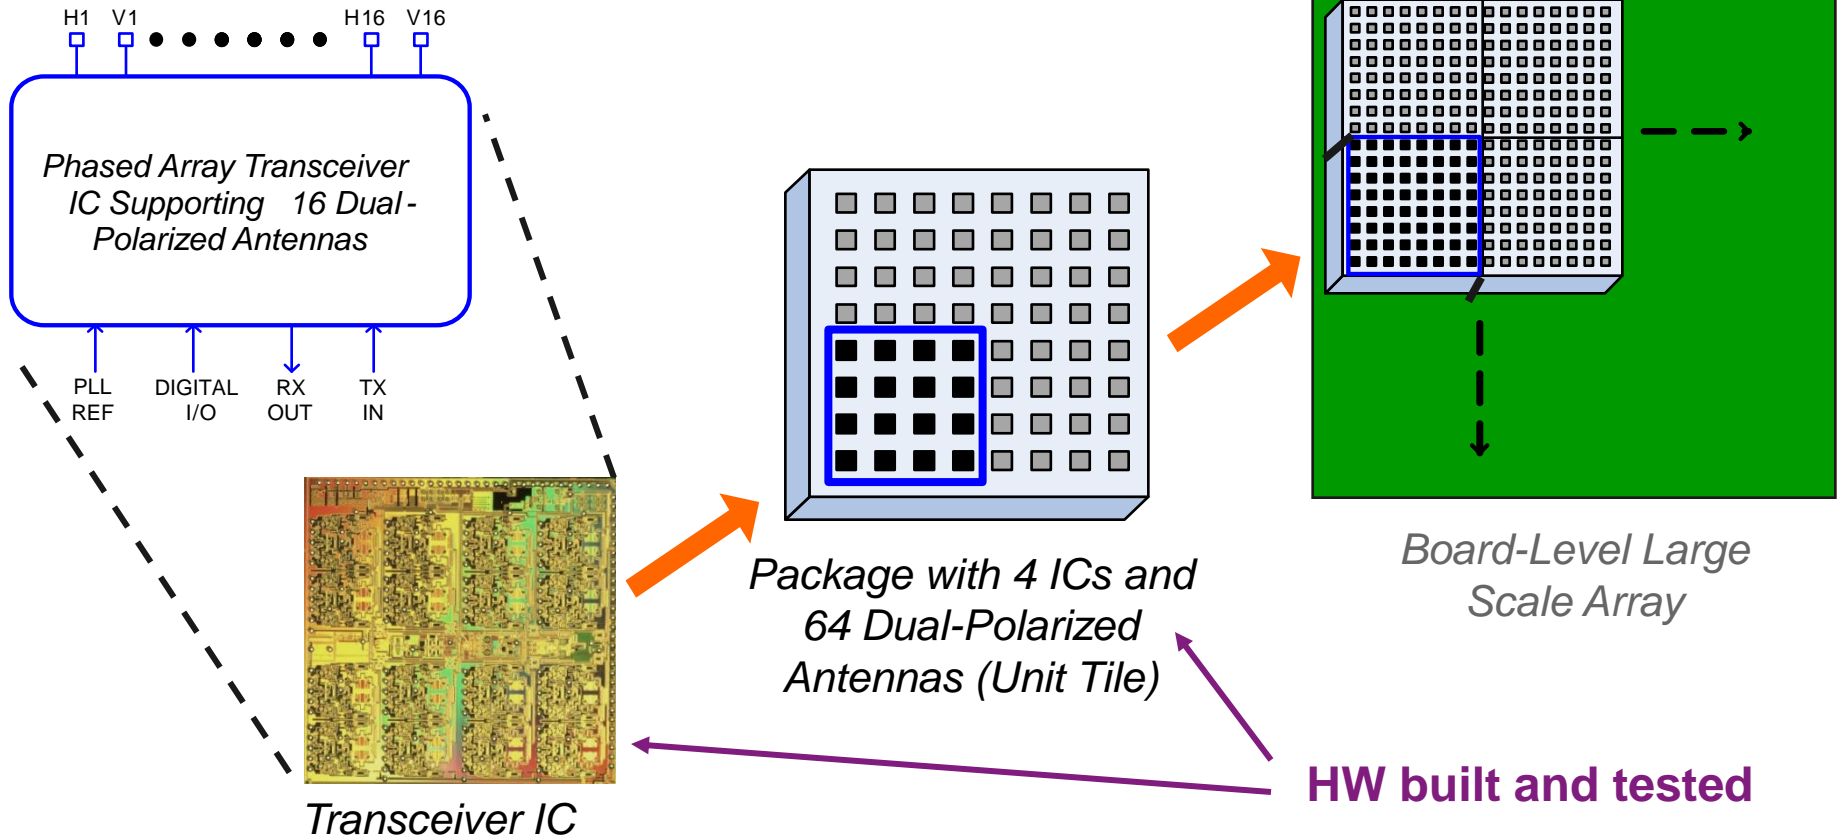 H1 V1 H16 V16
Phased Array Transceiver
IC Supporting 16 Dual-
Polarized Antennas
PLL
REF
DIGITAL
I/O
RX
OUT
TX
IN
Transceiver IC
Package with 4 ICs and
64 Dual-Polarized
Antennas (Unit Tile)
Board-Level Large
Scale Array
HW built and tested